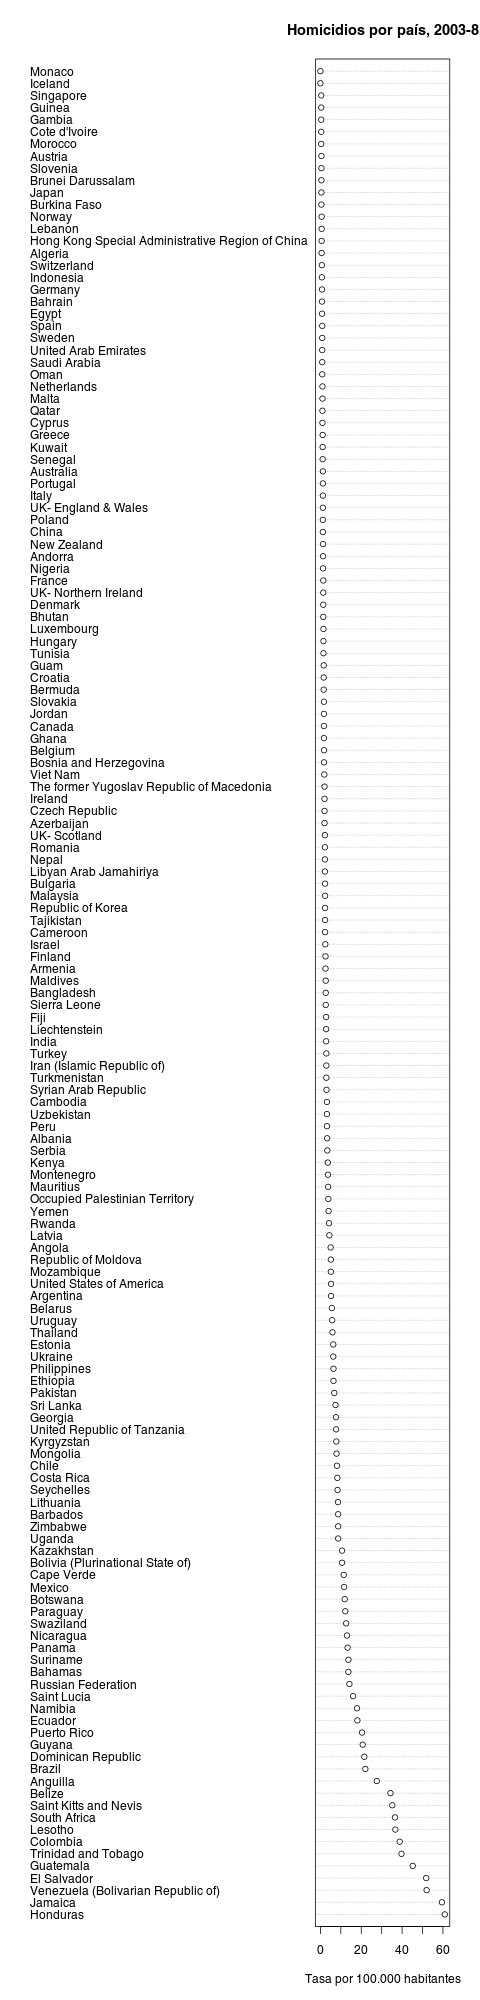 Homicidios por país, 2003-8
Monaco
Iceland
Singapore
Guinea
Gambia
Cote d'Ivoire
Morocco
Austria
Slovenia
Brunei Darussalam
Japan
Burkina Faso
Norway
Lebanon
Hong Kong Special Administrative Region of China
Algeria
Switzerland
Indonesia
Germany
Bahrain
Egypt
Spain
Sweden
United Arab Emirates
Saudi Arabia
Oman
Netherlands
Malta
Qatar
Cyprus
Greece
Kuwait
Senegal
Australia
Portugal
Italy
UK- England & Wales
Poland
China
New Zealand
Andorra
Nigeria
France
UK- Northern Ireland
Denmark
Bhutan
Luxembourg
Hungary
Tunisia
Guam
Croatia
Bermuda
Slovakia
Jordan
Canada
Ghana
Belgium
Bosnia and Herzegovina
Viet Nam
The former Yugoslav Republic of Macedonia
Ireland
Czech Republic
Azerbaijan
UK- Scotland
Romania
Nepal
Libyan Arab Jamahiriya
Bulgaria
Malaysia
Republic of Korea
Tajikistan
Cameroon
Israel
Finland
Armenia
Maldives
Bangladesh
Sierra Leone
Fiji
Liechtenstein
India
Turkey
Iran (Islamic Republic of)
Turkmenistan
Syrian Arab Republic
Cambodia
Uzbekistan
Peru
Albania
Serbia
Kenya
Montenegro
Mauritius
Occupied Palestinian Territory
Yemen
Rwanda
Latvia
Angola
Republic of Moldova
Mozambique
United States of America
Argentina
Belarus
Uruguay
Thailand
Estonia
Ukraine
Philippines
Ethiopia
Pakistan
Sri Lanka
Georgia
United Republic of Tanzania
Kyrgyzstan
Mongolia
Chile
Costa Rica
Seychelles
Lithuania
Barbados
Zimbabwe
Uganda
Kazakhstan
Bolivia (Plurinational State of)
Cape Verde
Mexico
Botswana
Paraguay
Swaziland
Nicaragua
Panama
Suriname
Bahamas
Russian Federation
Saint Lucia
Namibia
Ecuador
Puerto Rico
Guyana
Dominican Republic
Brazil
Anguilla
Belize
Saint Kitts and Nevis
South Africa
Lesotho
Colombia
Trinidad and Tobago
Guatemala
El Salvador
Venezuela (Bolivarian Republic of)
Jamaica
Honduras
0 20 40 60
Tasa por 100.000 habitantes